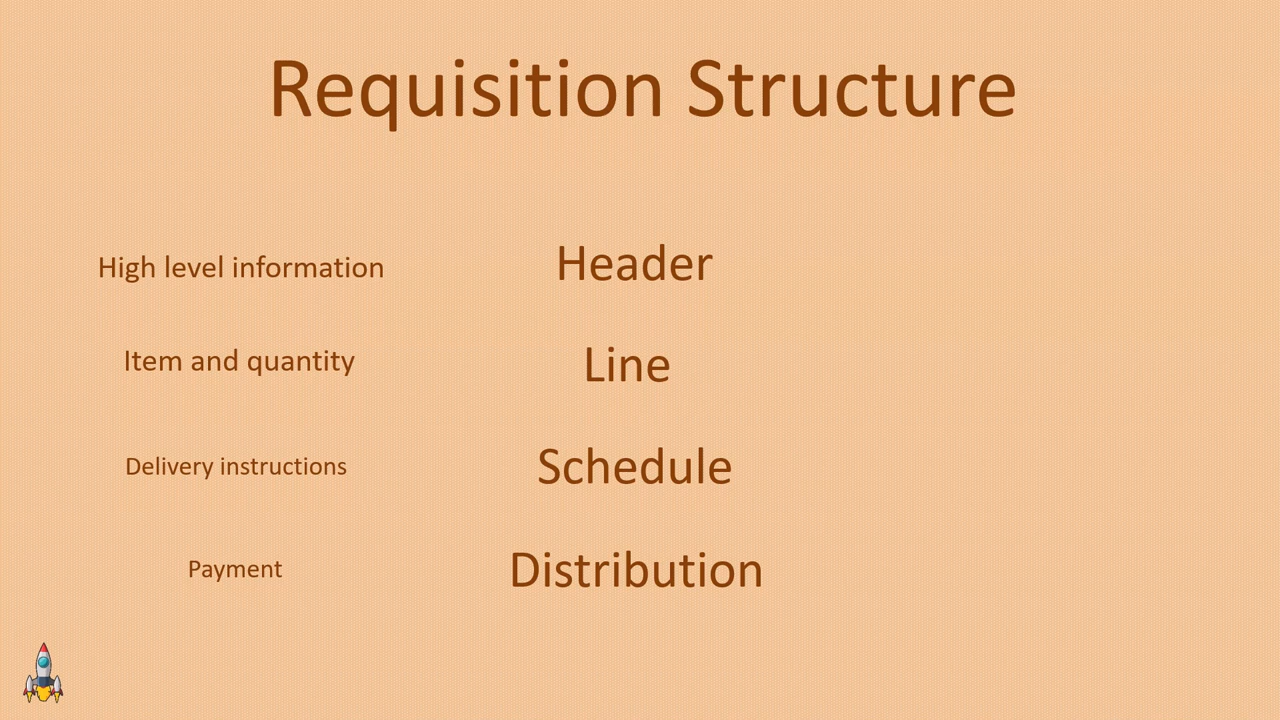 Requisition Structure
High level information Header
Item and quantity Line
Delivery instructions Schedule
Payment Distribution